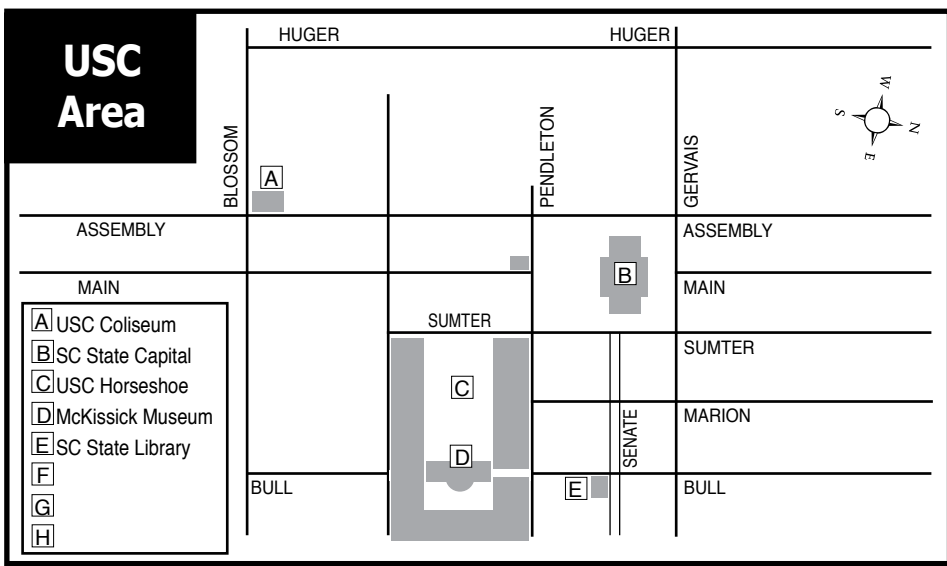 USC
Area
HUGER
HUGER
W
S
N
E
BLOSSOM
A
PENDLETON
GERVAIS
ASSEMBLY
ASSEMBLY
B
MAIN
MAIN
SUMTER
SUMTER
C
MARION
SENATE
D
BULL
E
BULL
A USC Coliseum
B SC State Capital
C USC Horseshoe
D McKissick Museum
E SC State Library
F
G
H